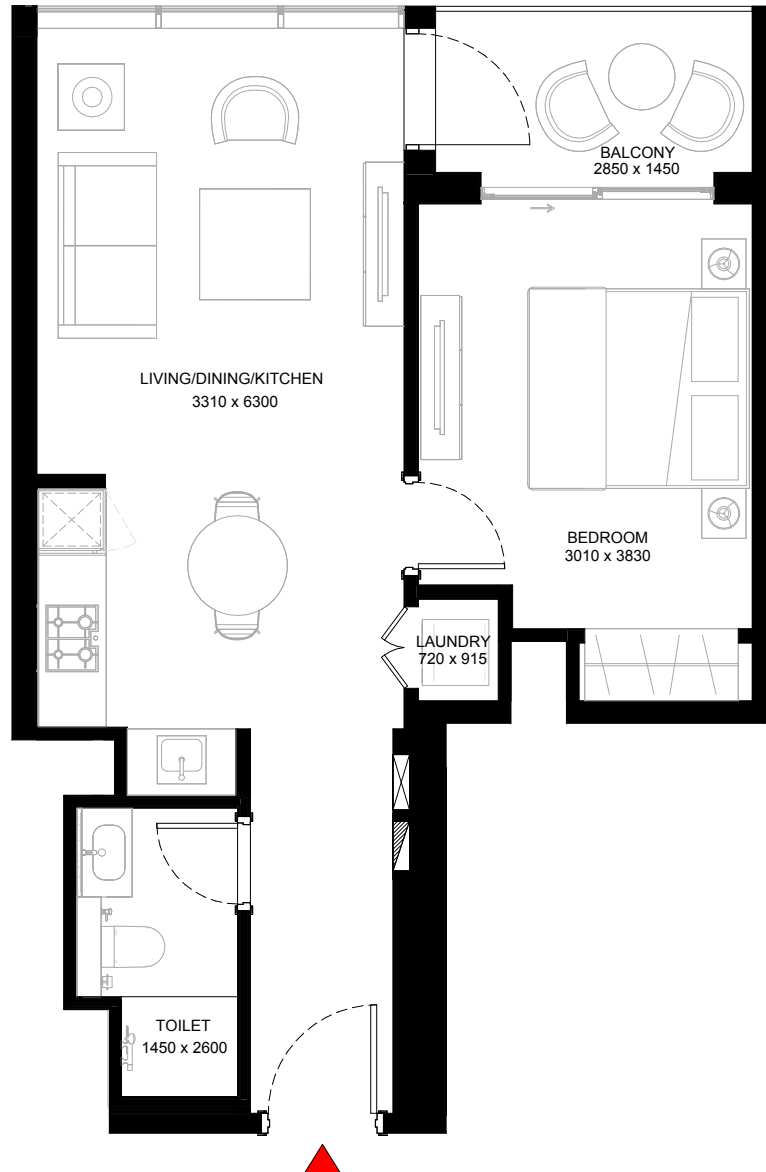 BALCONY
2850 x 1450
LIVING/DINING/KITCHEN
3310 x 6300
BEDROOM
3010 x 3830
LAUNDRY
720 x 915
TOILET
1450 x 2600